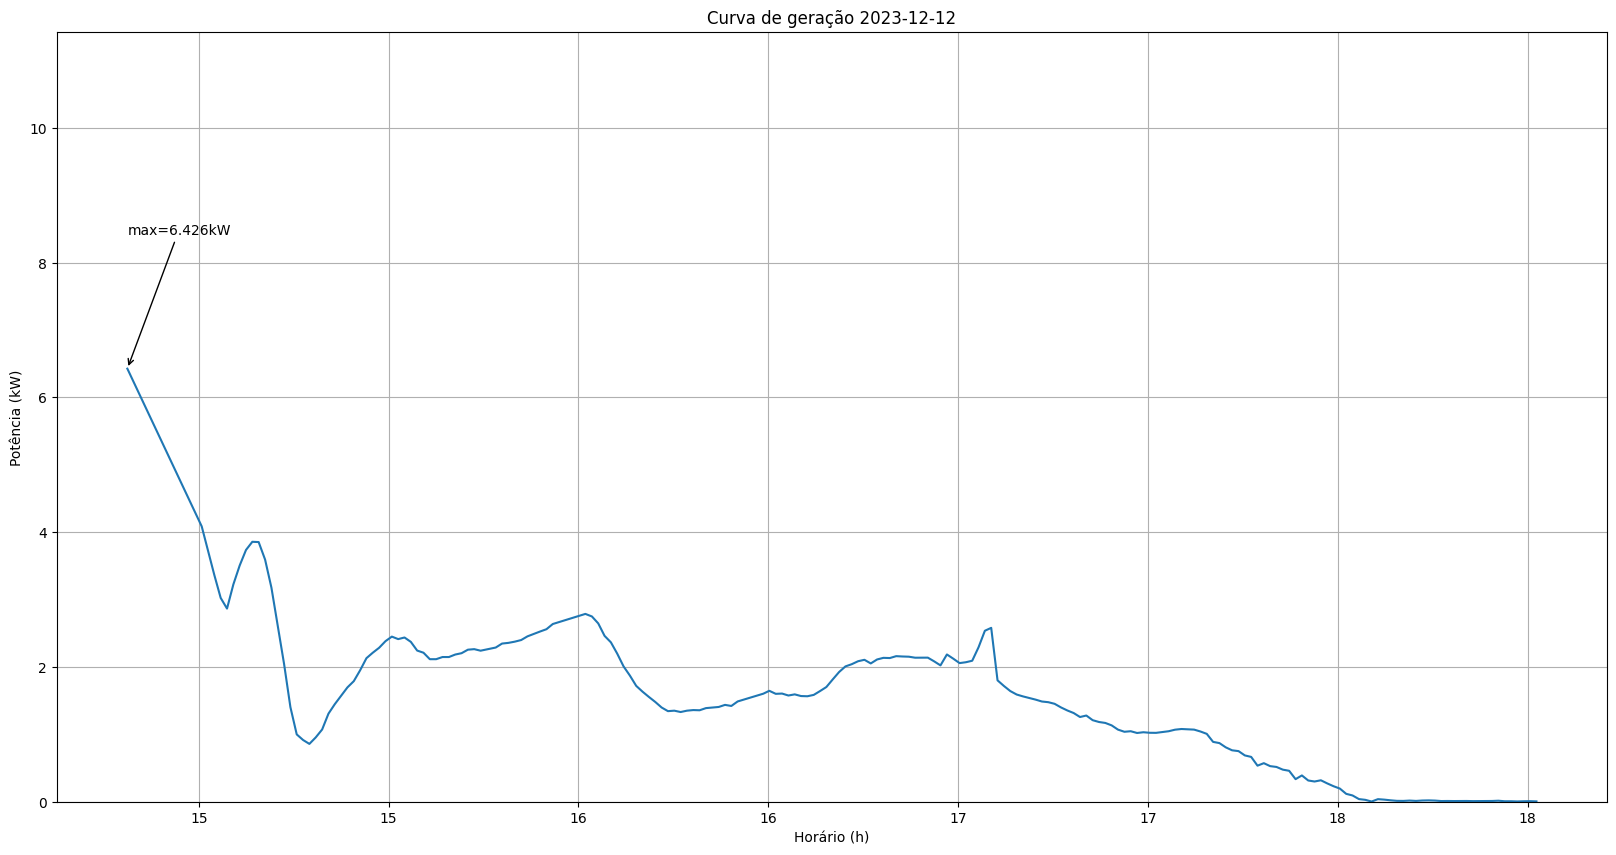 Curva de geração 2023-12-12
10
max=6.426kW
8
6
Potência (kW)
4
2
0
15 15 16 16 17 17 18 18
Horário (h)